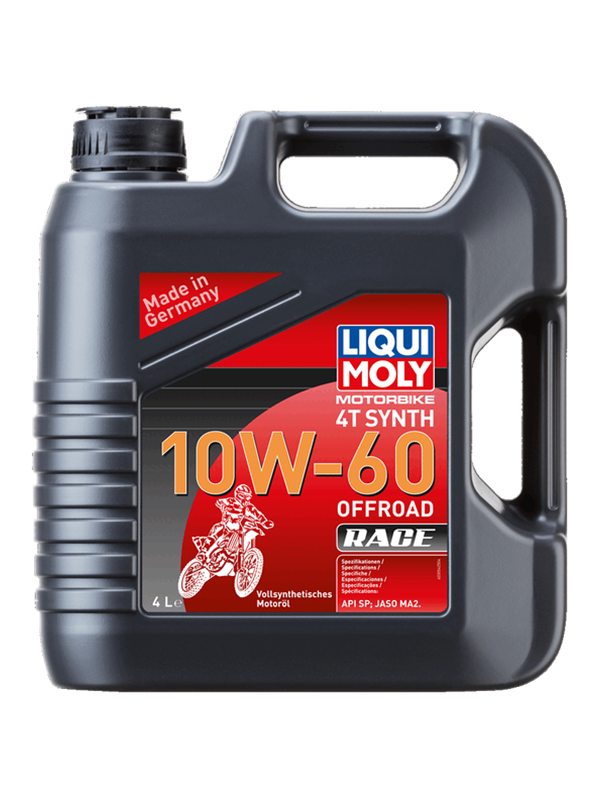 Made in
Germany
LIQUI
MOLY
MOTORBIKE
4T SYNTH
10W-60
OFFROAD
RACE
Spezifikationen /
Specifications /
Specifiche /
Especificaciones /
Especificações /
Spécifications:
API SP; JASO MA2.
Vollsynthetisches
Motoröl
4 L e